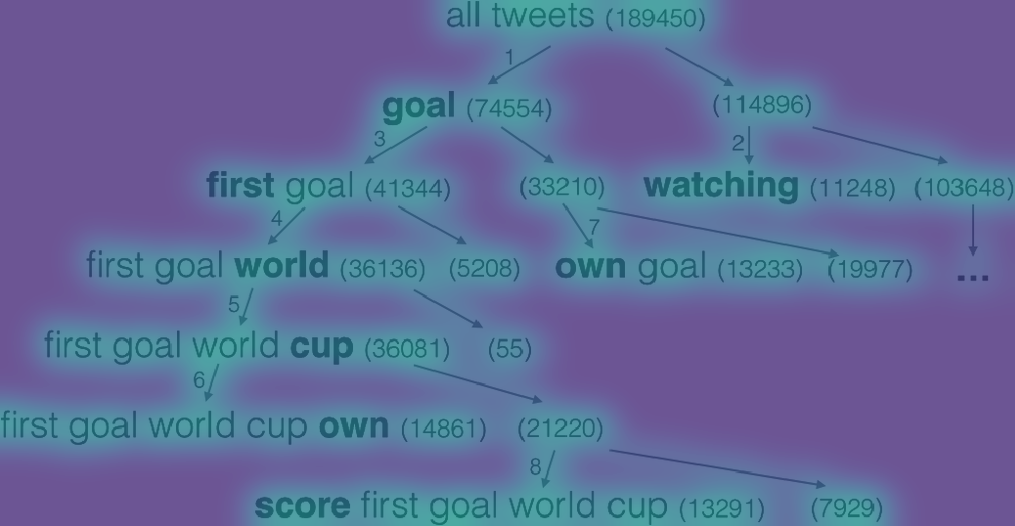 all tweets (189450)
1
goal (74554) (114896)
3 2
first goal (41344) (33210) watching (11248) (103648)
4 7
first goal world (36136) (5208) own goal (13233) (19977) ...
5
first goal world cup (36081) (55)
6
first goal world cup own (14861) (21220)
8
score first goal world cup (13291) (7929)